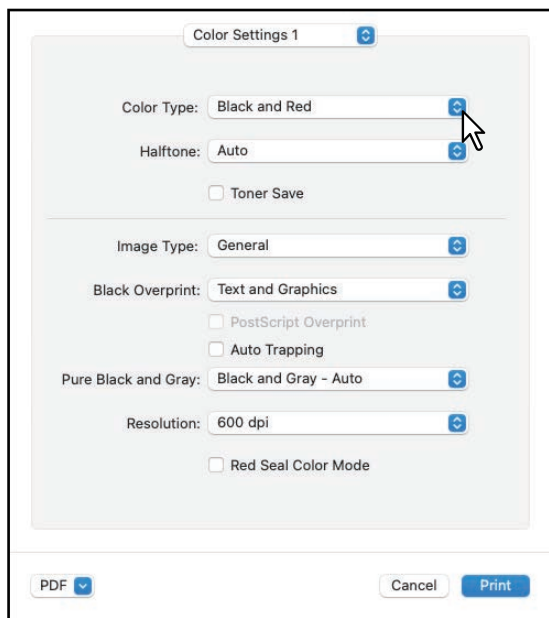 Color Settings 1
Color Type: Black and Red
Halftone: Auto
Toner Save
Image Type: General
Black Overprint: Text and Graphics
PostScript Overprint
Auto Trapping
Pure Black and Gray: Black and Gray - Auto
Resolution: 600 dpi
Red Seal Color Mode
PDF Cancel Print